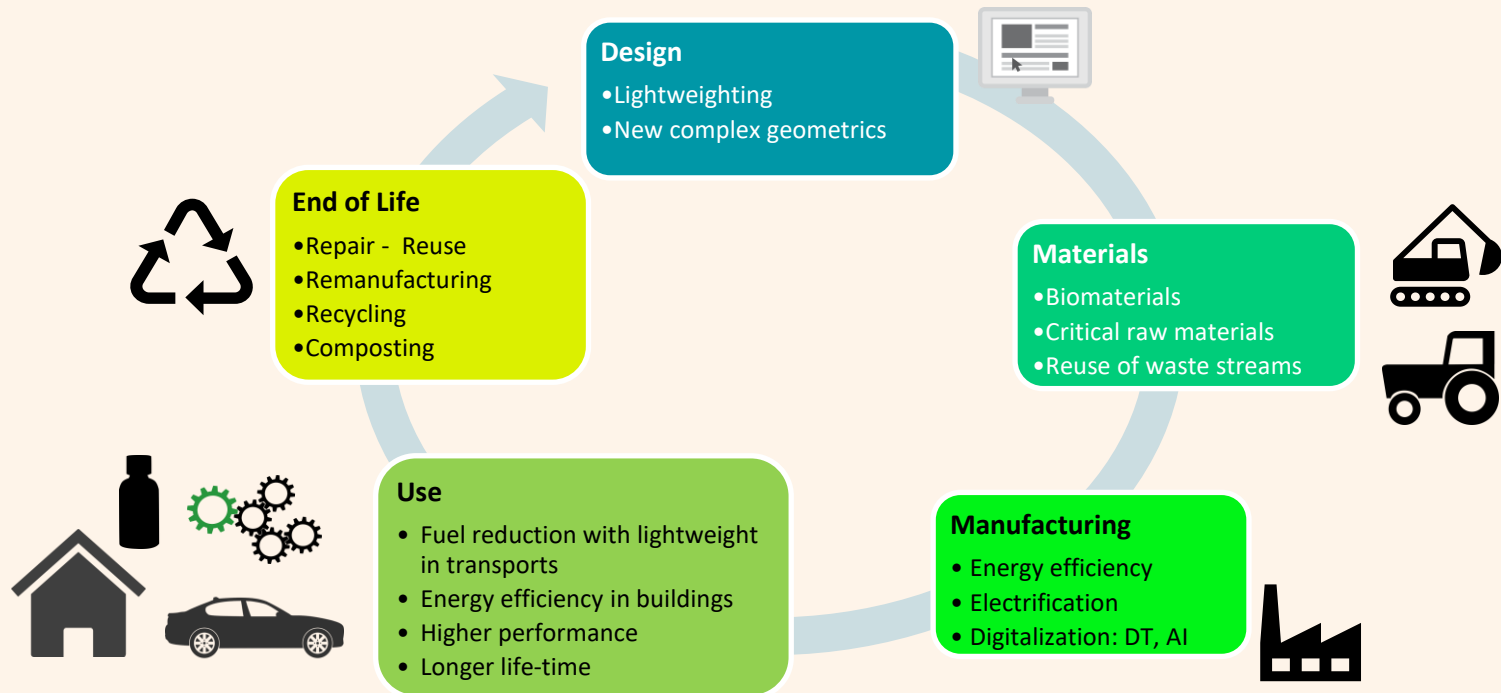 Design
•Lightweighting
•New complex geometrics
Materials
•Biomaterials
•Critical raw materials
•Reuse of waste streams
Manufacturing
• Energy efficiency
• Electrification
• Digitalization: DT, AI
Use
• Fuel reduction with lightweight
in transports
• Energy efficiency in buildings
• Higher performance
• Longer life-time
End of Life
•Repair - Reuse
•Remanufacturing
•Recycling
•Composting